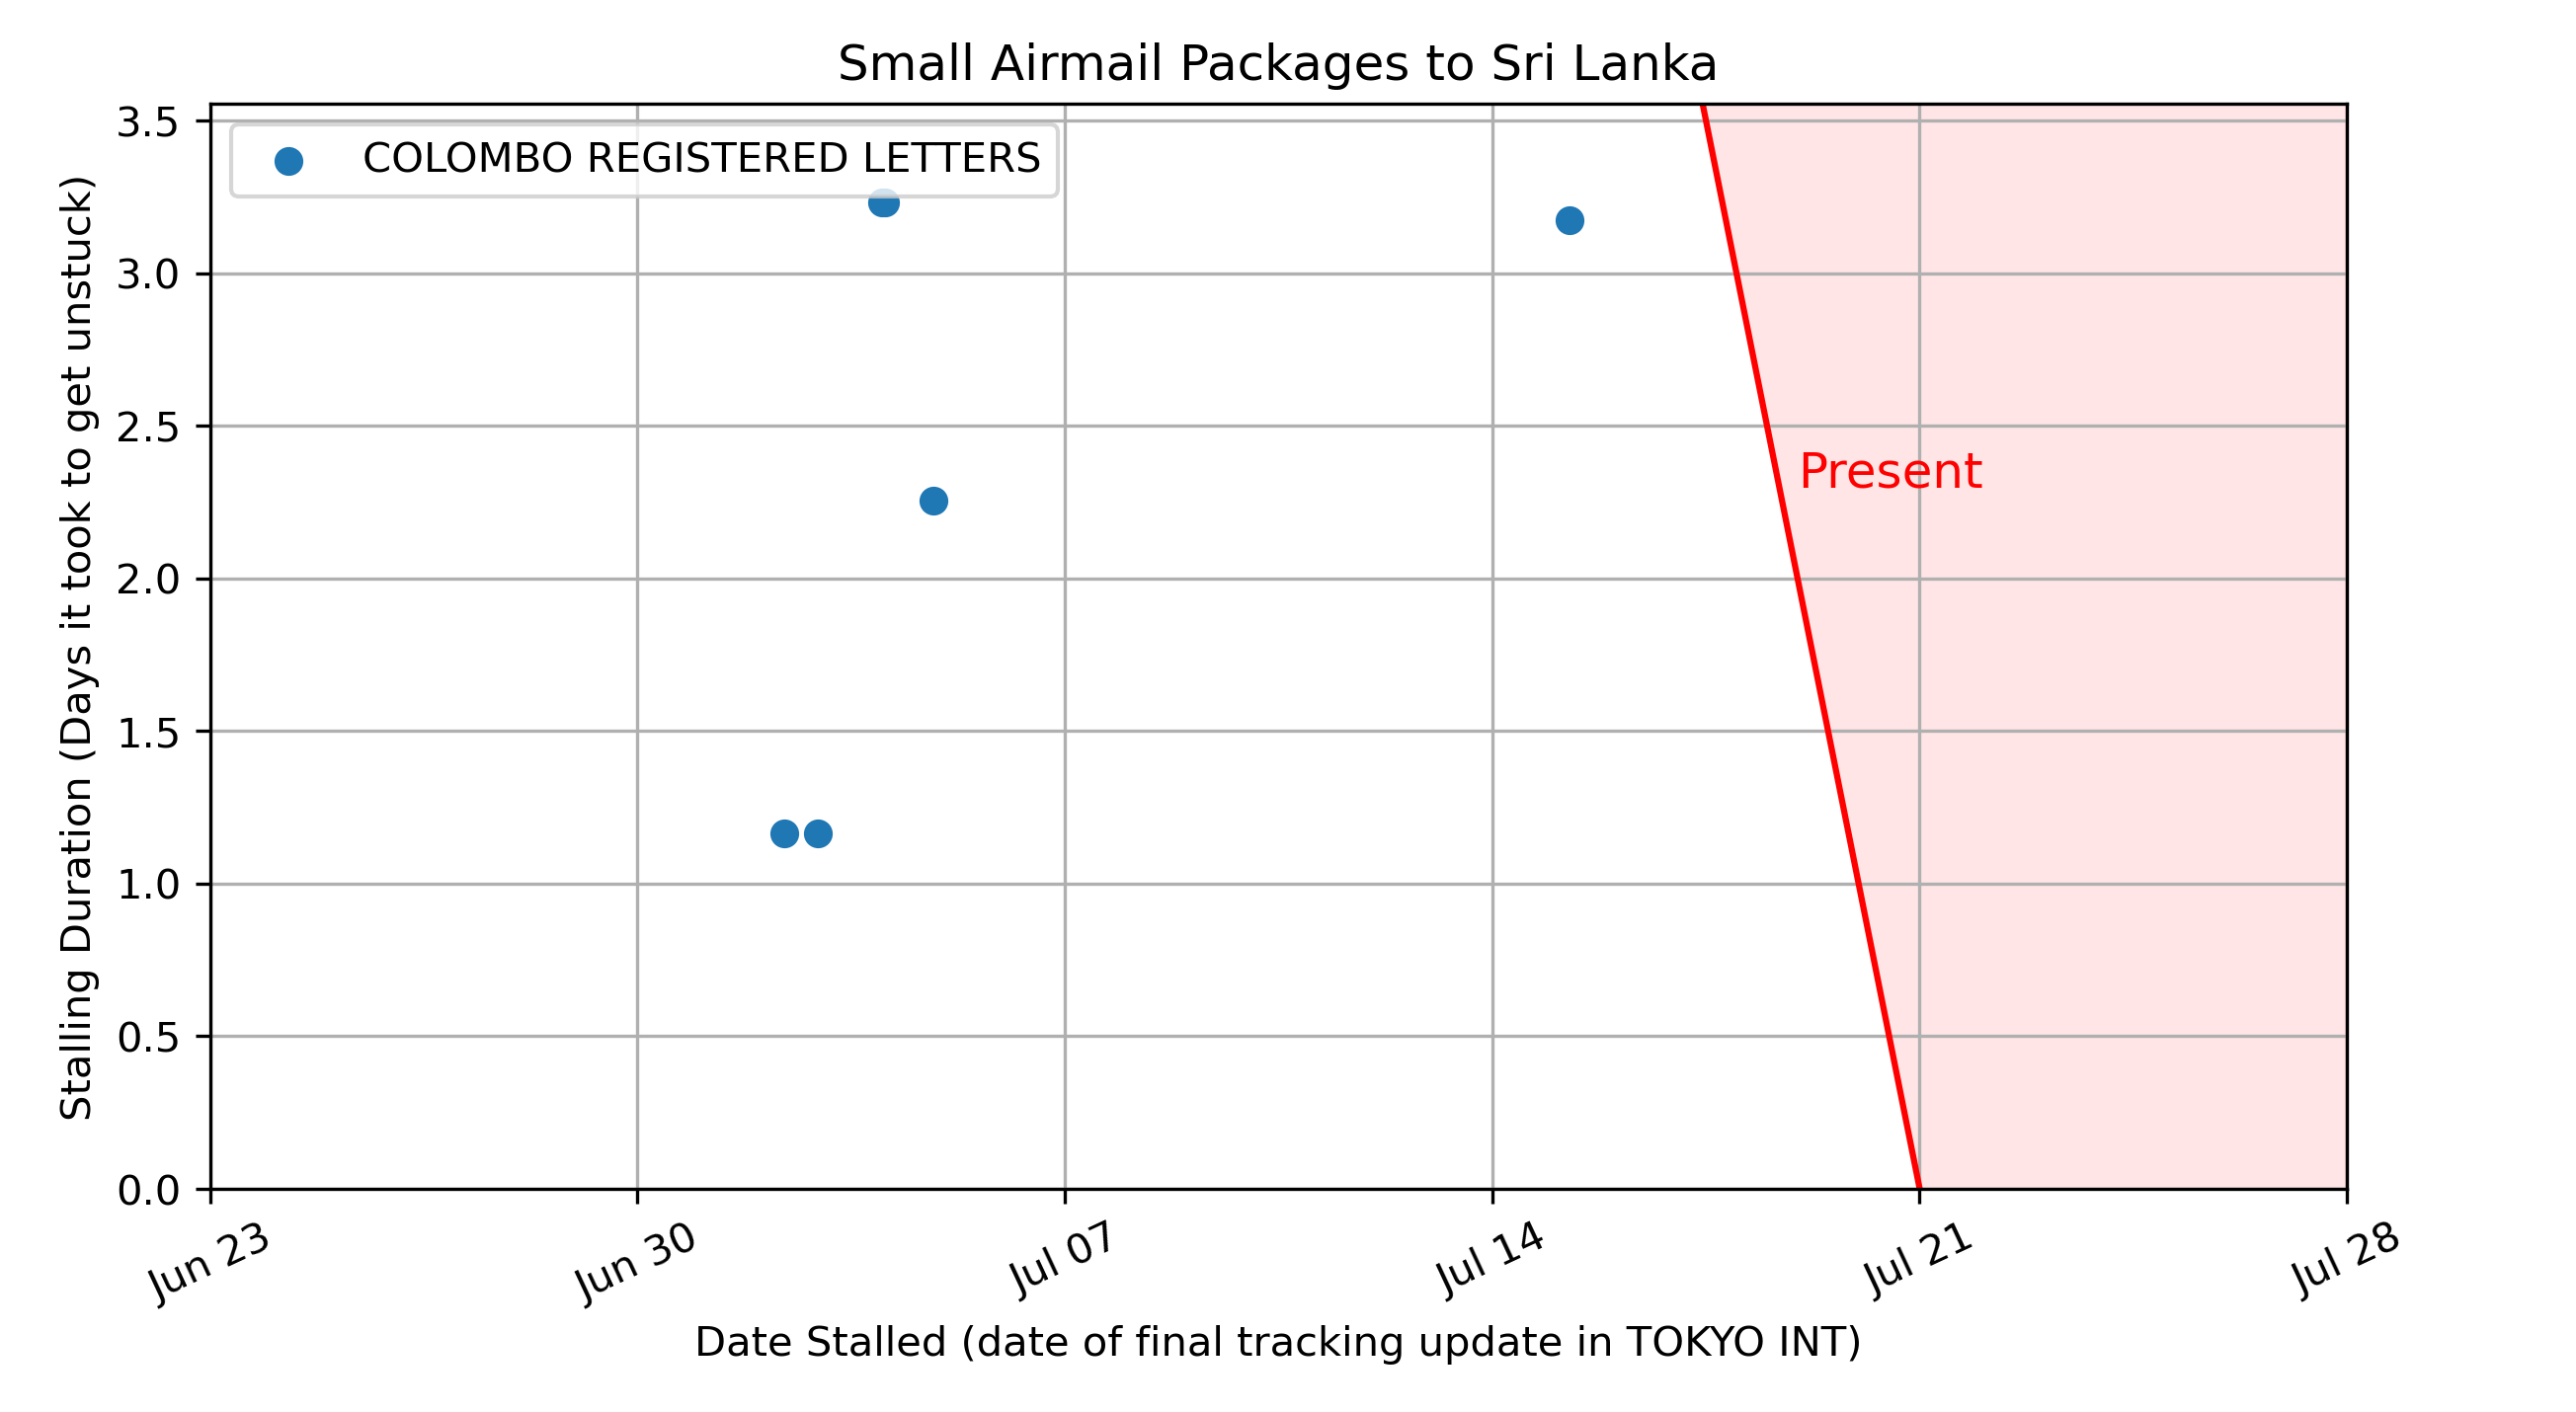 Small Airmail Packages to Sri Lanka
COLOMBO REGISTERED LETTERS
Stalling Duration (Days it took to get unstuck)
3.5
3.0
2.5
2.0
1.5
1.0
0.5
0.0
Present
Jun 23
Jun 30
Jul 07
Jul 14
Jul 21
Jul 28
Date Stalled (date of final tracking update in TOKYO INT)